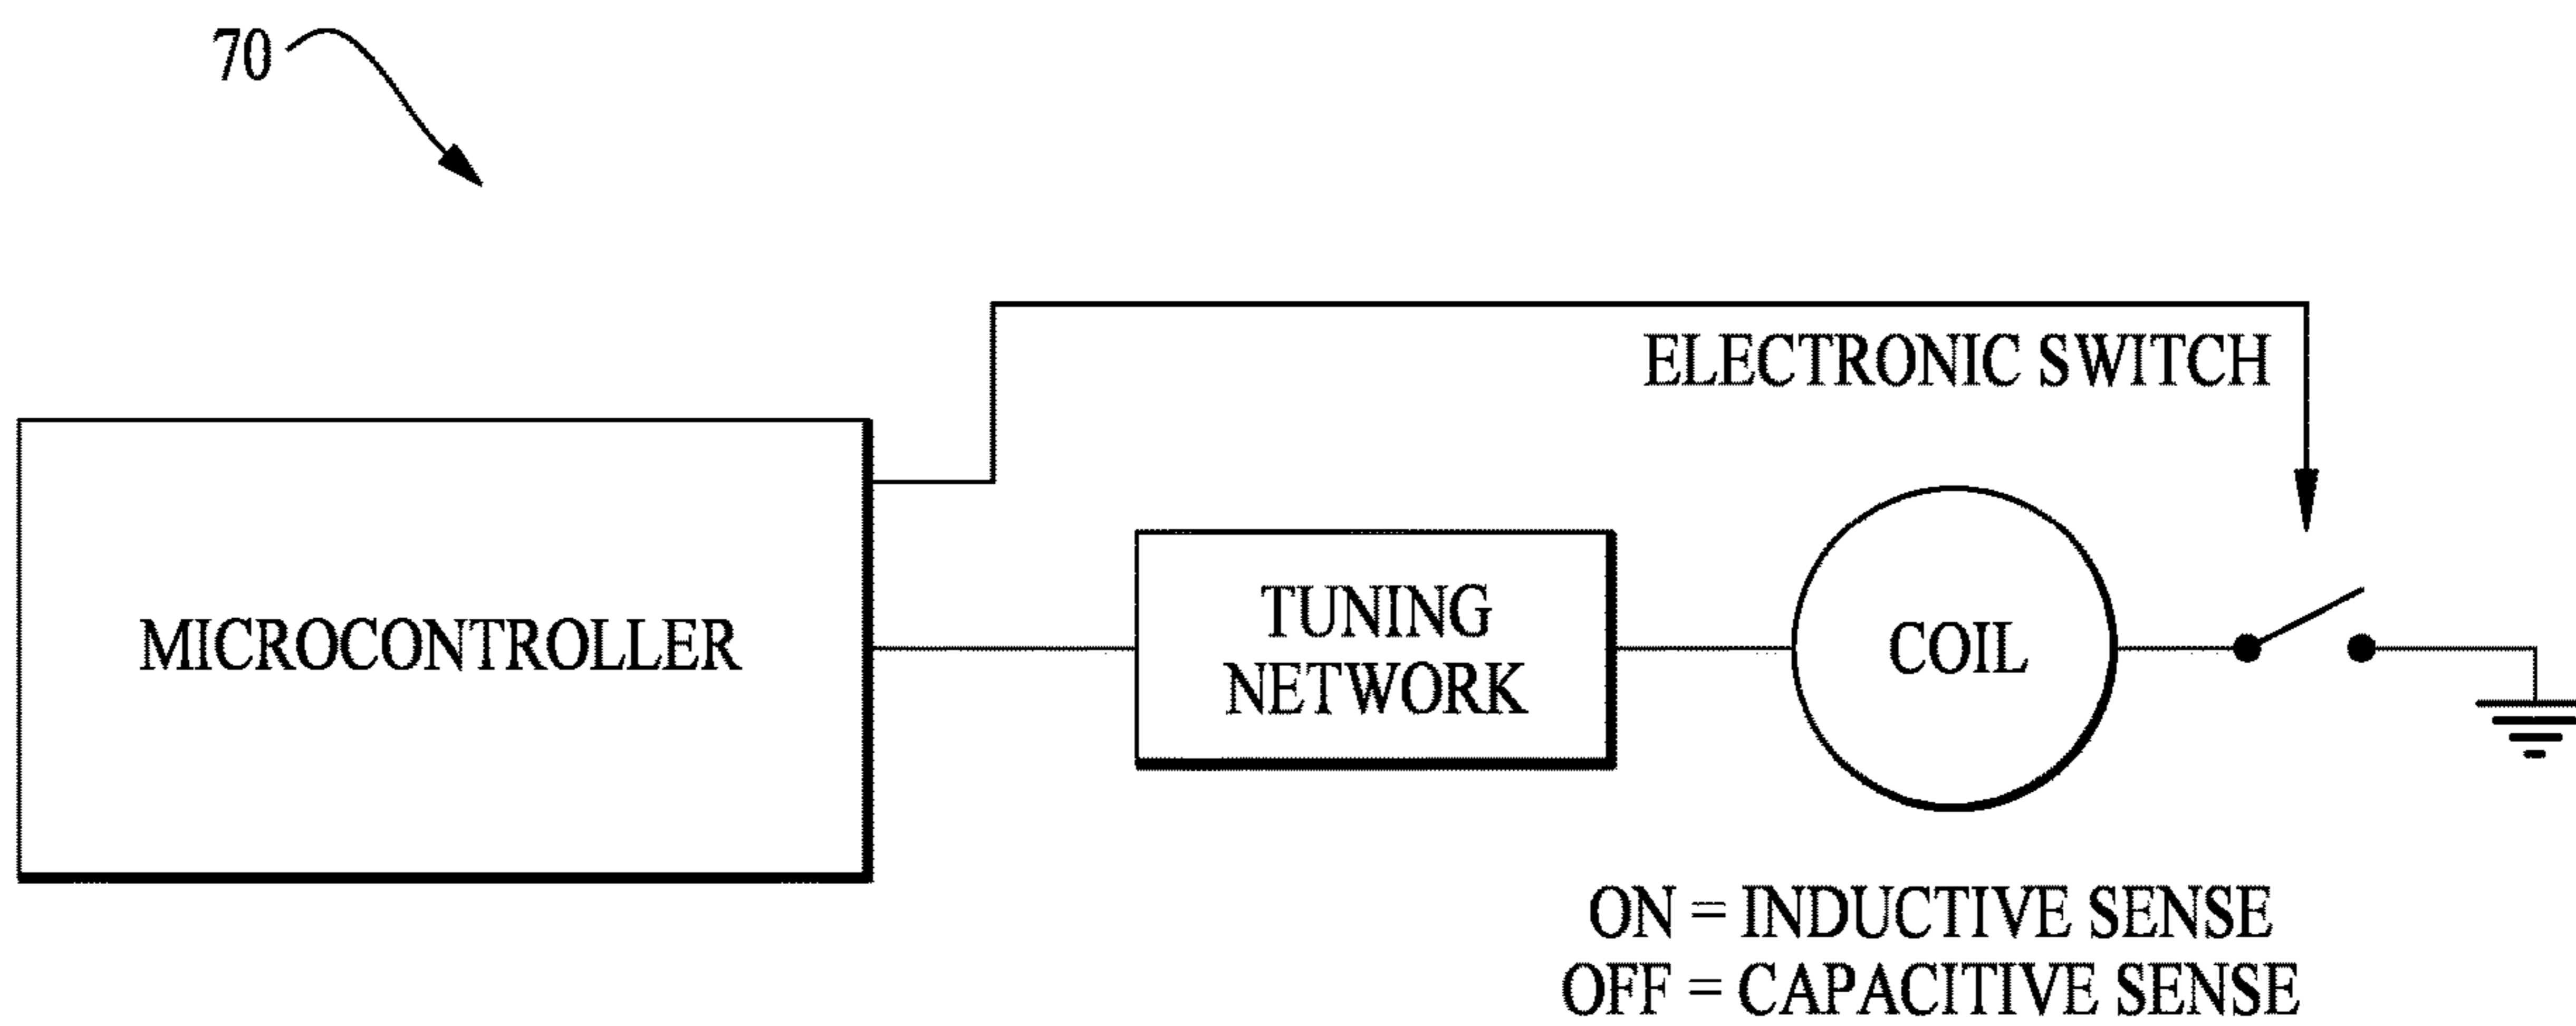 70
ELECTRONIC SWITCH
MICROCONTROLLER
TUNING
NETWORK
COIL
ON = INDUCTIVE SENSE
OFF = CAPACITIVE SENSE